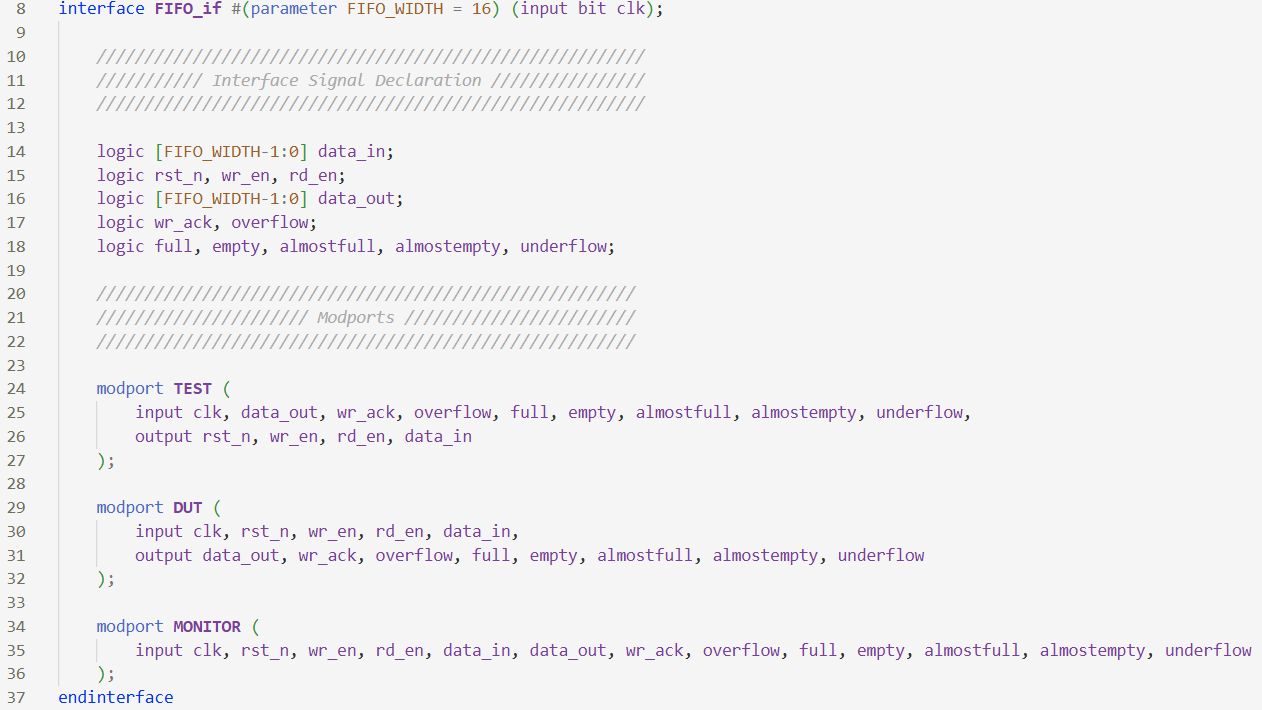 8 interface FIFO_if #(parameter FIFO_WIDTH = 16) (input bit clk);
9
10 /////////////////////////////////////////////////////////
11 /////////// Interface Signal Declaration ////////////////
12 /////////////////////////////////////////////////////////
13
14 logic [FIFO_WIDTH-1:0] data_in;
15 logic rst_n, wr_en, rd_en;
16 logic [FIFO_WIDTH-1:0] data_out;
17 logic wr_ack, overflow;
18 logic full, empty, almostfull, almostempty, underflow;
19
20 ////////////////////////////////////////////////////////
21 ////////////////////// Modports ////////////////////////
22 ////////////////////////////////////////////////////////
23
24 modport TEST (
25 input clk, data_out, wr_ack, overflow, full, empty, almostfull, almostempty, underflow,
26 output rst_n, wr_en, rd_en, data_in
27 );
28
29 modport DUT (
30 input clk, rst_n, wr_en, rd_en, data_in,
31 output data_out, wr_ack, overflow, full, empty, almostfull, almostempty, underflow
32 );
33
34 modport MONITOR (
35 input clk, rst_n, wr_en, rd_en, data_in, data_out, wr_ack, overflow, full, empty, almostfull, almostempty, underflow
36 );
37 endinterface